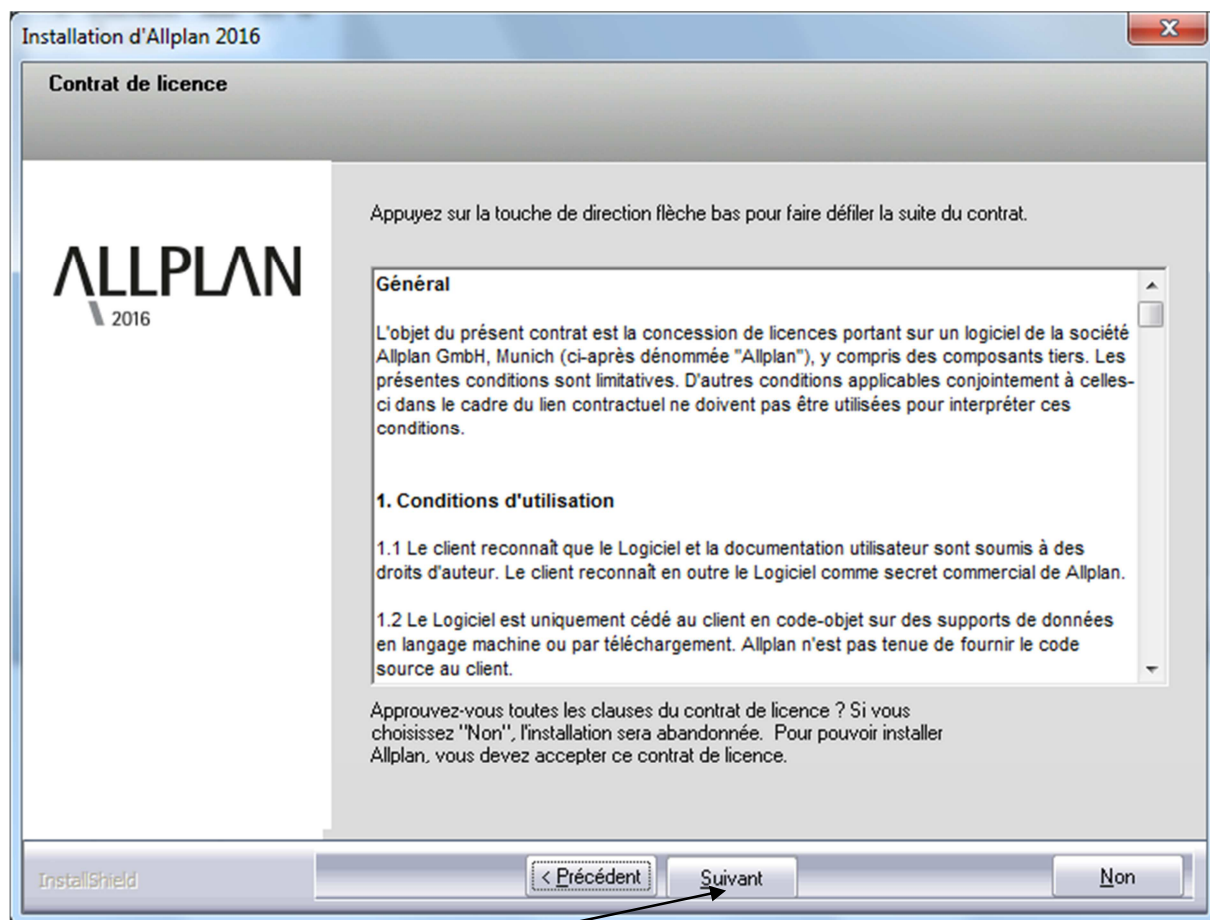 Installation d'Allplan 2016
Contrat de licence
ALLPLAN
2016
Appuyez sur la touche de direction flèche bas pour faire défiler la suite du contrat.
Général
L'objet du présent contrat est la concession de licences portant sur un logiciel de la société
Allplan GmbH, Munich (ci-après dénommée "Allplan"), y compris des composants tiers. Les
présentes conditions sont limitatives. D'autres conditions applicables conjointement à celles-
ci dans le cadre du lien contractuel ne doivent pas être utilisées pour interpréter ces
conditions.
1. Conditions d'utilisation
1.1 Le client reconnaît que le Logiciel et la documentation utilisateur sont soumis à des
droits d'auteur. Le client reconnaît en outre le Logiciel comme secret commercial de Allplan.
1.2 Le Logiciel est uniquement cédé au client en code-objet sur des supports de données
en langage machine ou par téléchargement. Allplan n'est pas tenue de fournir le code
source au client.
Approuvez-vous toutes les clauses du contrat de licence ? Si vous
choisissez "Non", l'installation sera abandonnée. Pour pouvoir installer
Allplan, vous devez accepter ce contrat de licence.
InstallShield
< Précédent
Suivant
Non